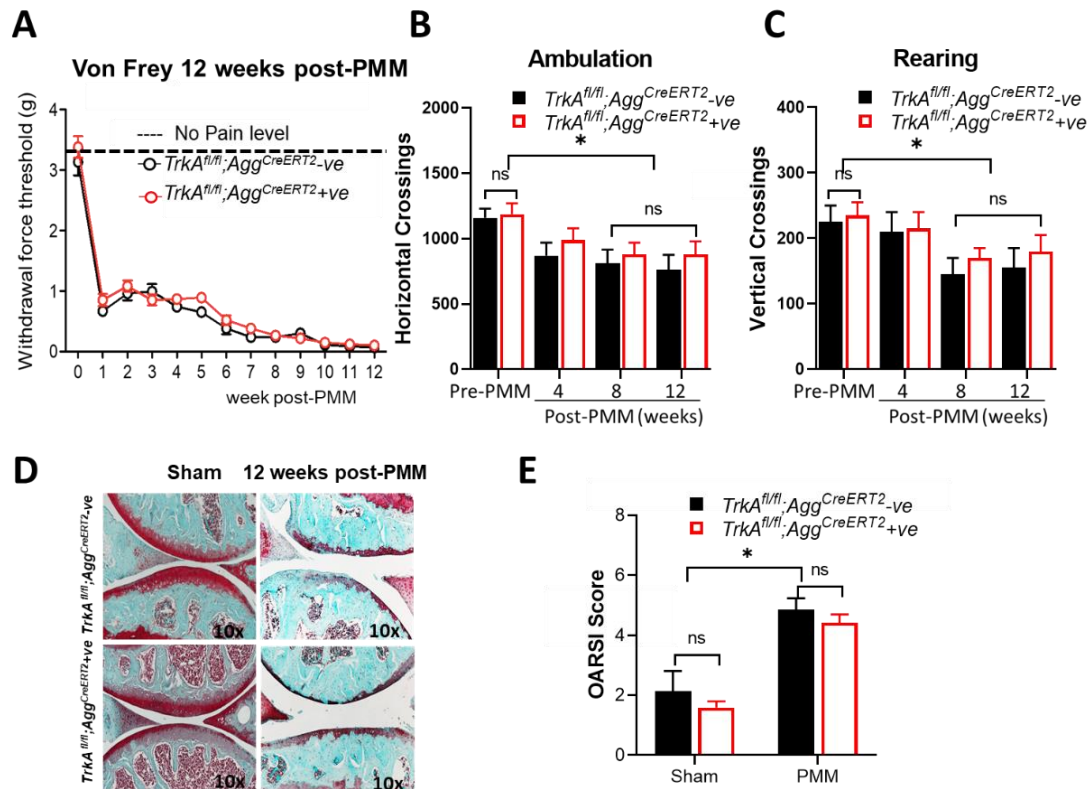 A
Von Frey 12 weeks post-PMM
Withdrawal force threshold (g)
4
3
2
1
0
No Pain level
TrkAfl/fl;AggCreERT2-ve
TrkAfl/fl;AggCreERT2+ve
0 1 2 3 4 5 6 7 8 9 10 11 12
week post-PMM
B
Ambulation
TrkAfl/fl;AggCreERT2-ve
TrkAfl/fl;AggCreERT2+ve
Horizontal Crossings
2000
1500
1000
500
0
*
ns
ns
Pre-PMM 4 8 12
Post-PMM (weeks)
C
Rearing
TrkAfl/fl;AggCreERT2-ve
TrkAfl/fl;AggCreERT2+ve
Vertical Crossings
400
300
200
100
0
*
ns
ns
Pre-PMM 4 8 12
Post-PMM (weeks)
D
Sham 12 weeks post-PMM
TrkA fl/fl;AggCreERT2-ve
10x 10x
TrkA fl/fl;AggCreERT2+ve
10x 10x
E
TrkAfl/fl;AggCreERT2-ve
TrkAfl/fl;AggCreERT2+ve
OARSI Score
8
6
4
2
0
*
ns
ns
Sham PMM